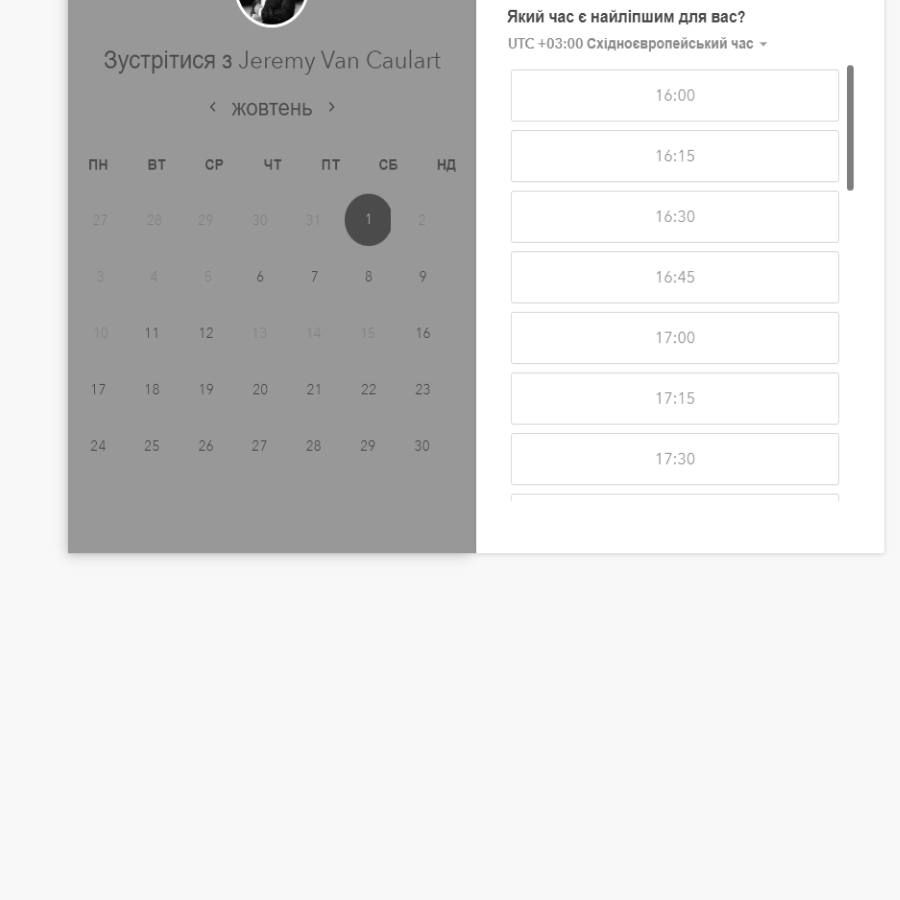 Зустрітися з Jeremy Van Caulart
жовтень
ПН ВТ СР ЧТ ПТ СБ НД
27 28 29 30 31 1 2
3 4 5 6 7 8 9
10 11 12 13 14 15 16
17 18 19 20 21 22 23
24 25 26 27 28 29 30
Який час є найліпшим для вас?
UTC +03:00 Східноєвропейський час
16:00
16:15
16:30
16:45
17:00
17:15
17:30